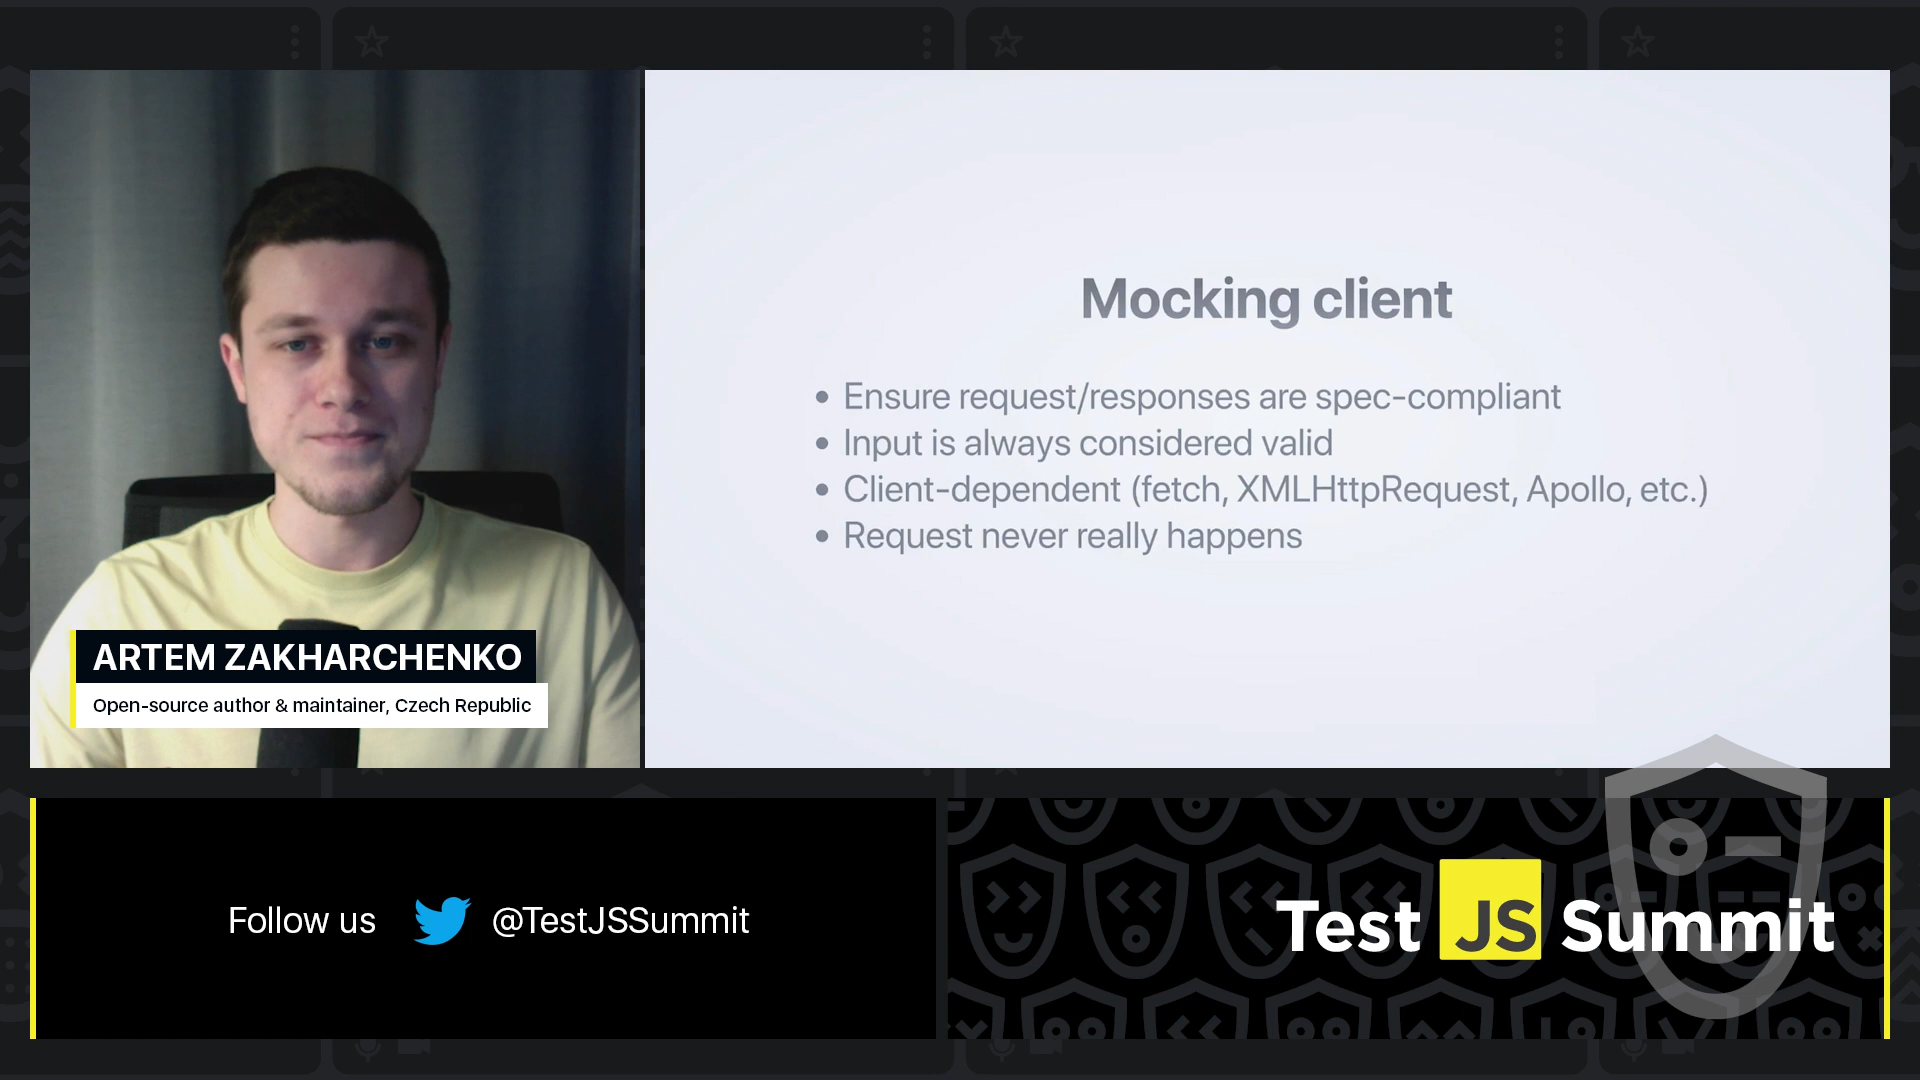 Mocking client
• Ensure request/responses are spec-compliant
• Input is always considered valid
• Client-dependent (fetch, XMLHttpRequest, Apollo, etc.)
• Request never really happens
ARTEM ZAKHARCHENKO
Open-source author & maintainer, Czech Republic
Follow us @TestJSSummit
Test JS Summit